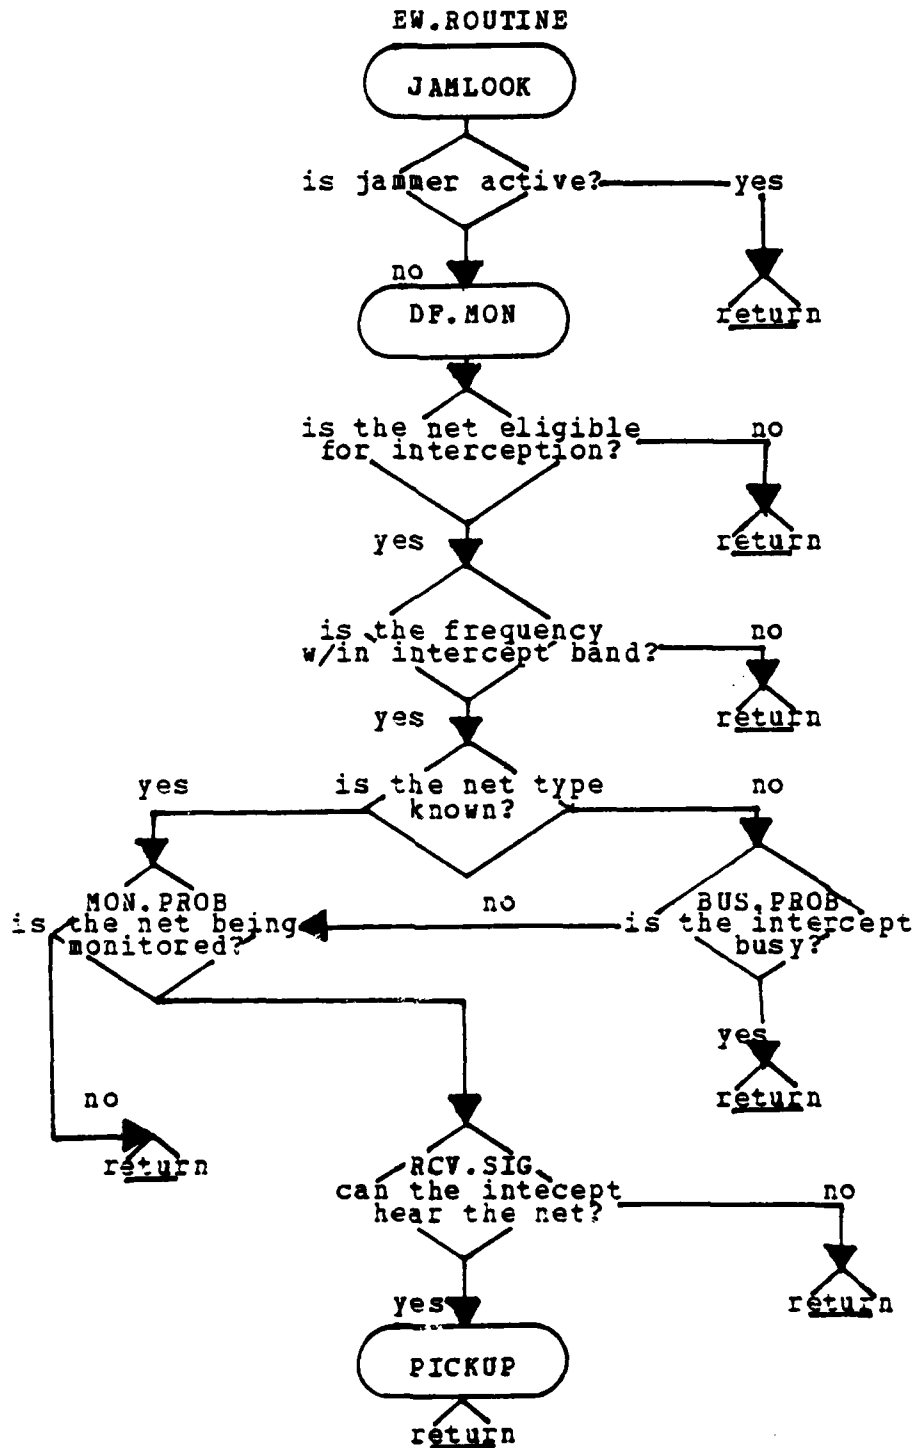 EW.ROUTINE
JAMLOOK
is jammer active? yes
no
return
DF.MON
is the net eligible no
for interception?
yes
return
is the frequency no
w/in intercept band?
yes
return
yes is the net type no
known?
MON.PROB no BUS.PROB
is the net being is the intercept
monitored? busy?
yes
no
return
return
RCV.SIG
can the intecept no
hear the net?
yes
return
PICKUP
return